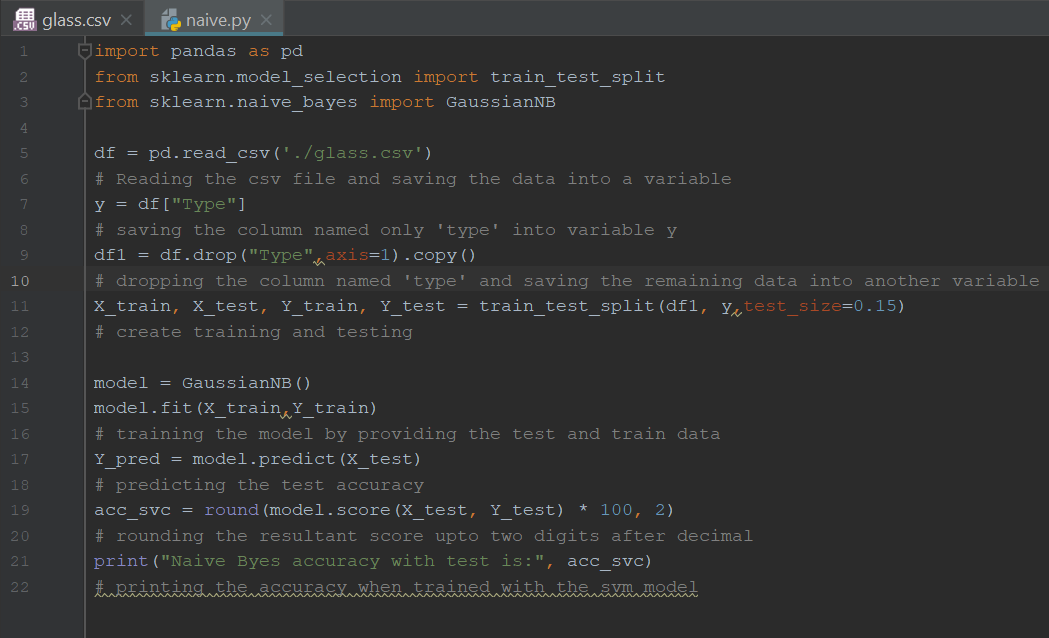 glass.csv naive.py
1 import pandas as pd
2 from sklearn.model_selection import train_test_split
3 from sklearn.naive_bayes import GaussianNB
4
5 df = pd.read_csv('./glass.csv')
6 # Reading the csv file and saving the data into a variable
7 y = df["Type"]
8 # saving the column named only 'type' into variable y
9 df1 = df.drop("Type",axis=1).copy()
10 # dropping the column named 'type' and saving the remaining data into another variable
11 X_train, X_test, Y_train, Y_test = train_test_split(df1, y,test_size=0.15)
12 # create training and testing
13
14 model = GaussianNB()
15 model.fit(X_train,Y_train)
16 # training the model by providing the test and train data
17 Y_pred = model.predict(X_test)
18 # predicting the test accuracy
19 acc_svc = round(model.score(X_test, Y_test) * 100, 2)
20 # rounding the resultant score upto two digits after decimal
21 print("Naive Byes accuracy with test is:", acc_svc)
22 # printing the accuracy when trained with the svm model